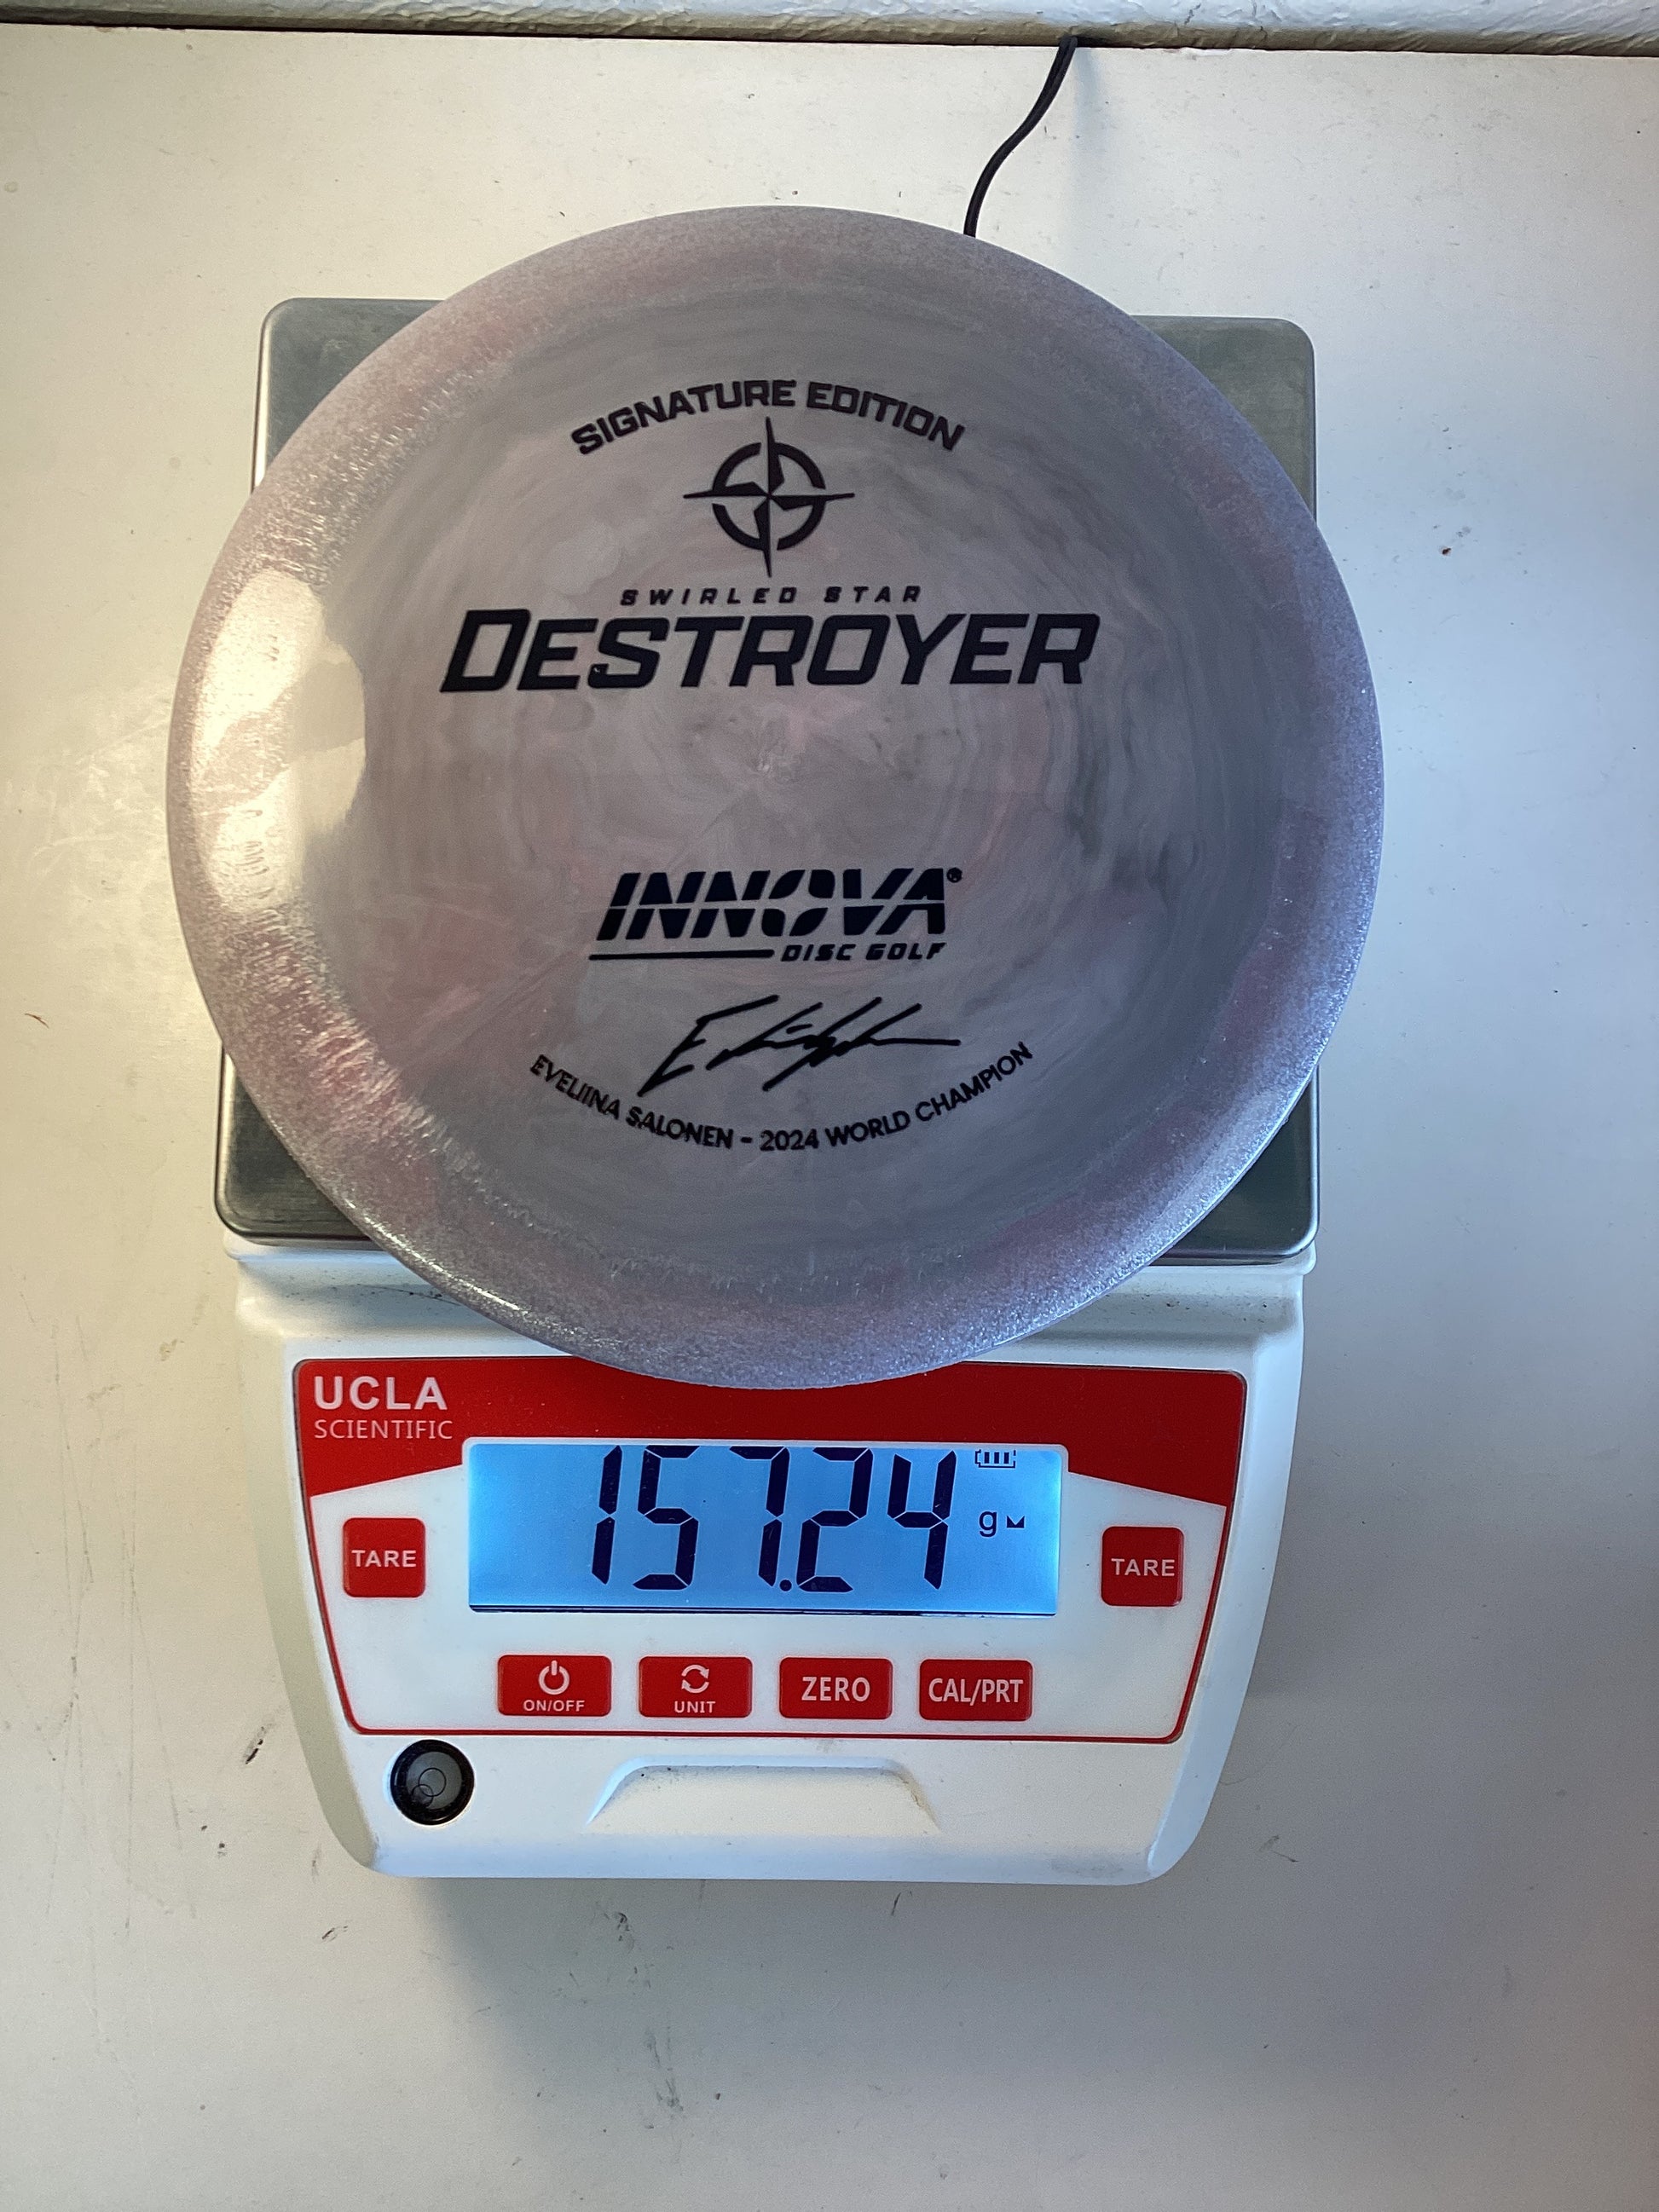 SIGNATURE EDITION
SWIRLED STAR
DESTROYER
INNOVA®
DISC GOLF
EVELIINA SALONEN - 2024 WORLD CHAMPION
UCLA
SCIENTIFIC
157.24 g
TARE
TARE
ON/OFF
UNIT
ZERO
CAL/PRT